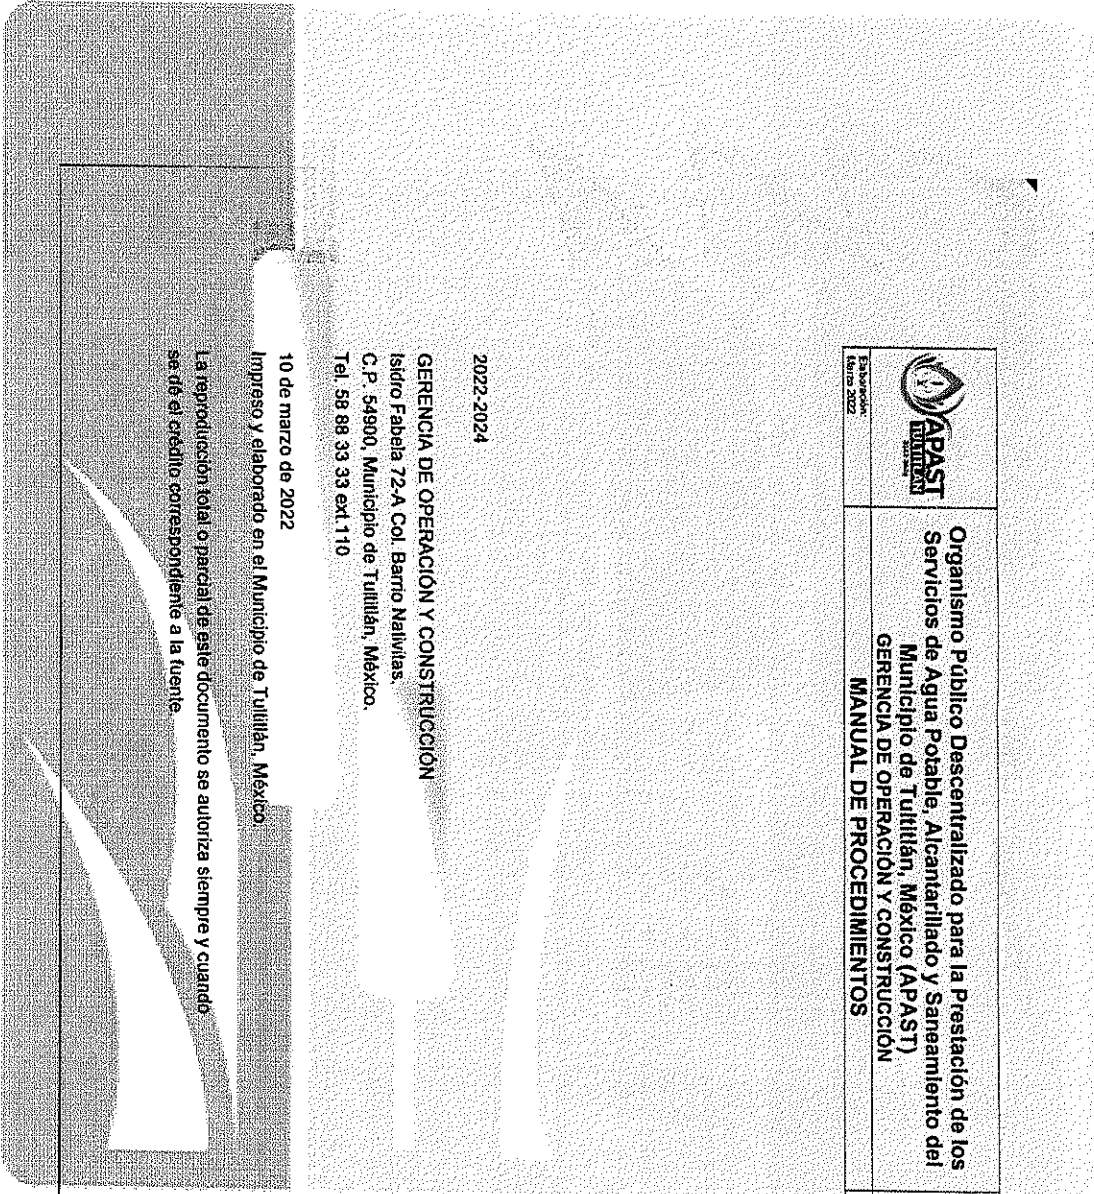 APAST
TULTITLÁN
Elaboración:
Marzo 2022
Organismo Público Descentralizado para la Prestación de los
Servicios de Agua Potable, Alcantarillado y Saneamiento del
Municipio de Tultitlán, México (APAST)
GERENCIA DE OPERACIÓN Y CONSTRUCCIÓN
MANUAL DE PROCEDIMIENTOS
2022-2024
GERENCIA DE OPERACIÓN Y CONSTRUCCIÓN
Isidro Fabela 72-A Col. Barrio Nativitas.
C.P. 54900, Municipio de Tultitlán, México.
Tel. 58 88 33 33 ext.110
10 de marzo de 2022
Impreso y elaborado en el Municipio de Tultitlán, México.
La reproducción total o parcial de este documento se autoriza siempre y cuando
se dé el crédito correspondiente a la fuente.